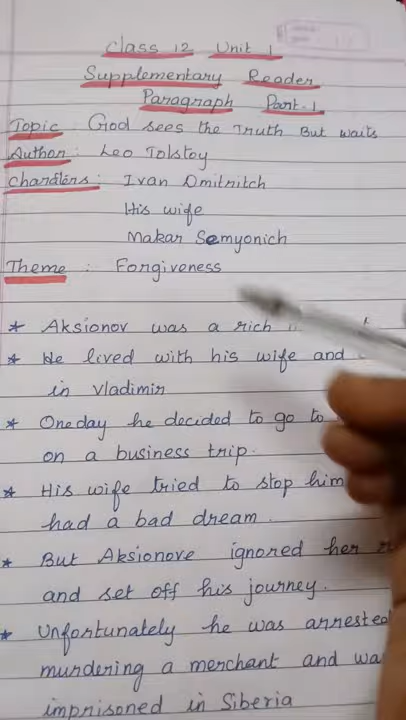 Class 12 Unit 1
Supplementary Reader
Paragraph Part.1
Topic God sees the Truth But waits
Author: Leo Tolstoy
charatērs: Ivan Dmitritch
His wife
Makar Semyonich
Theme : Forgiveness
* Aksionov was a rich
* He lived with his wife and
in Vladimir
* One day he decided to go to
on a business trip.
* His wife tried to stop him
had a bad dream.
* But Aksionove ignored her
and set off his journey.
* Unfortunately he was arrested
murdering a merchant and
imprisoned in Siberia